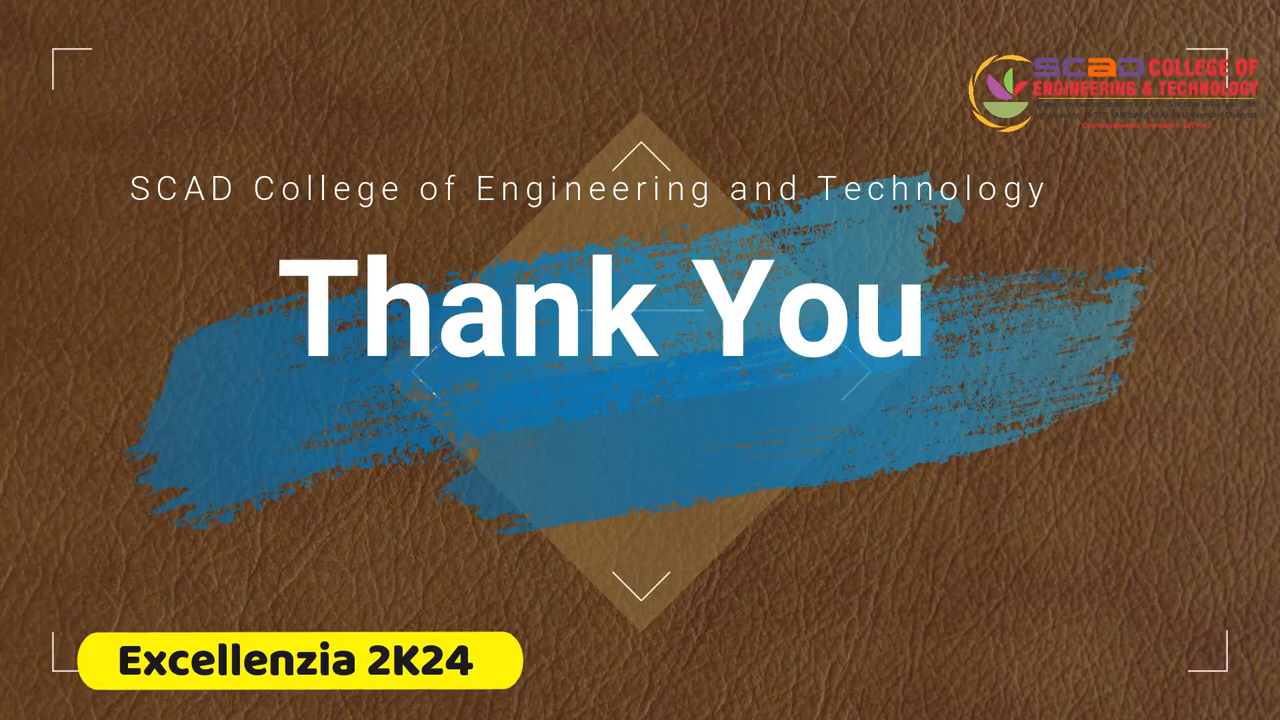 SCAD COLLEGE OF
ENGINEERING & TECHNOLOGY
SCAD College of Engineering and Technology
Thank You
Excellenzia 2K24